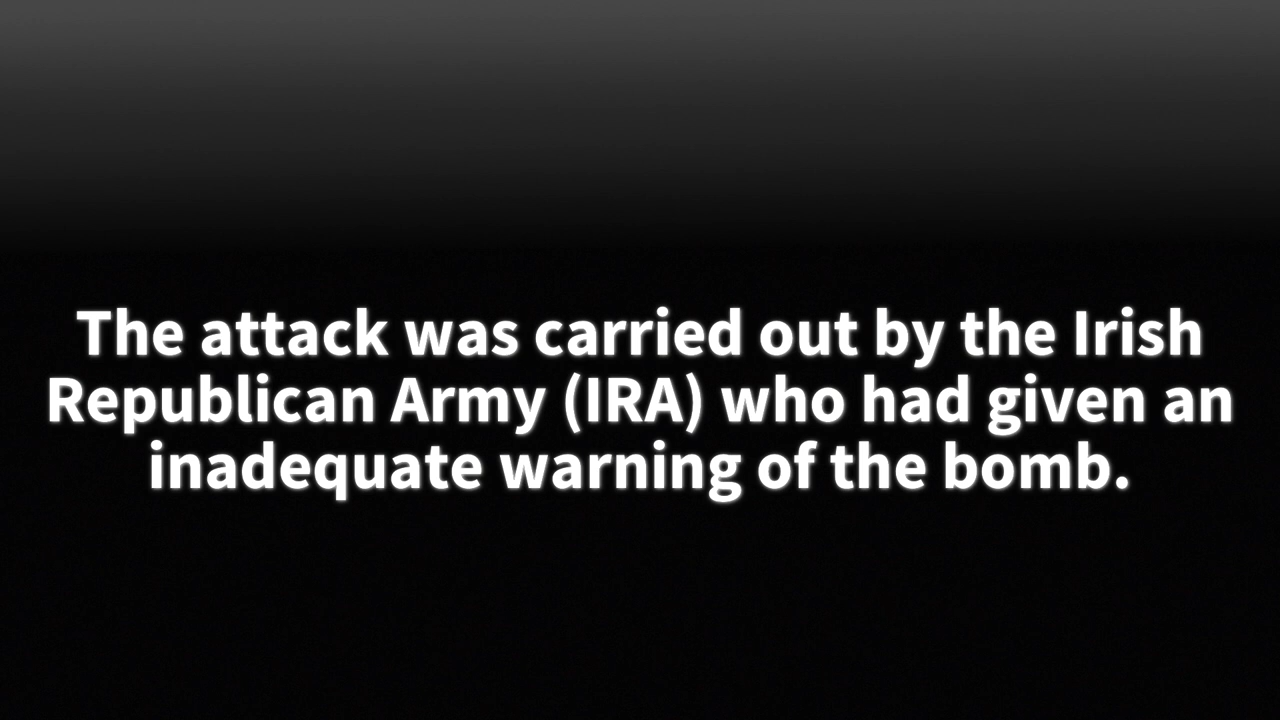 The attack was carried out by the Irish
Republican Army (IRA) who had given an
inadequate warning of the bomb.